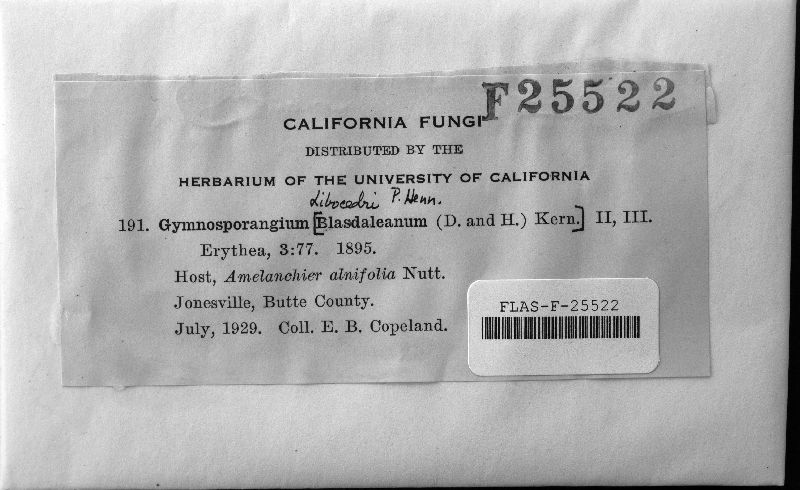 F25522
CALIFORNIA FUNGI
DISTRIBUTED BY THE
HERBARIUM OF THE UNIVERSITY OF CALIFORNIA
Libocedri P. Henn.
191. Gymnosporangium [Blasdaleanum (D. and H.) Kern.] II, III.
Erythea, 3:77. 1895.
Host, Amelanchier alnifolia Nutt.
Jonesville, Butte County.
July, 1929. Coll. E. B. Copeland.
FLAS-F-25522